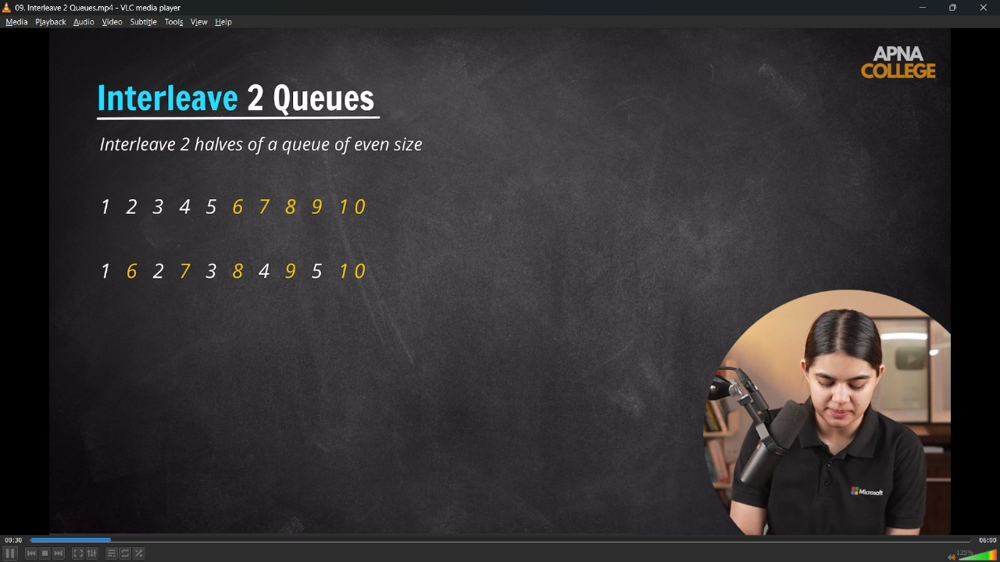 09. Interleave 2 Queues.mp4 - VLC media player
Media Playback Audio Video Subtitle Tools View Help
APNA
COLLEGE
Interleave 2 Queues
Interleave 2 halves of a queue of even size
1 2 3 4 5 6 7 8 9 10
1 6 2 7 3 8 4 9 5 10
Microsoft
00:30 06:00
125%